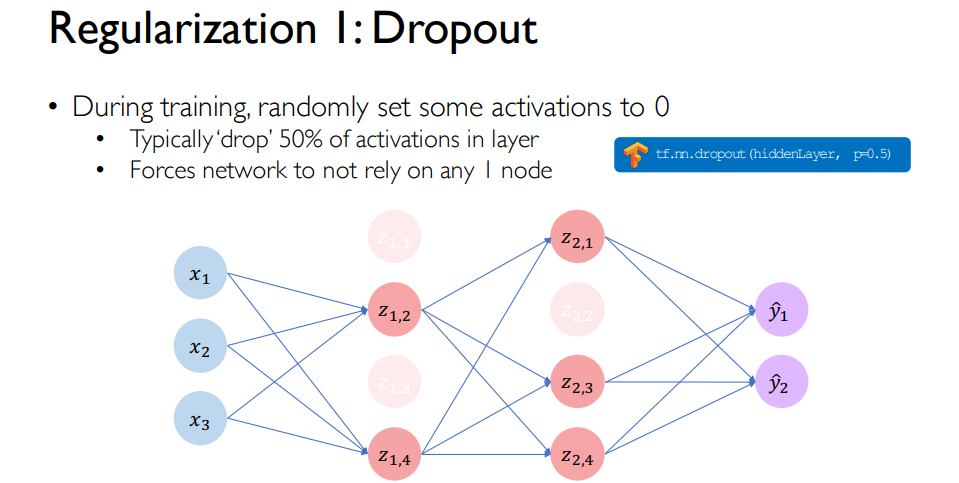 Regularization 1: Dropout
• During training, randomly set some activations to 0
• Typically ‘drop’ 50% of activations in layer
• Forces network to not rely on any 1 node
tf.nn.dropout(hiddenLayer, p=0.5)
z1,1
z2,1
x1
z1,2
z2,2
ŷ1
x2
z1,3
z2,3
ŷ2
x3
z1,4
z2,4